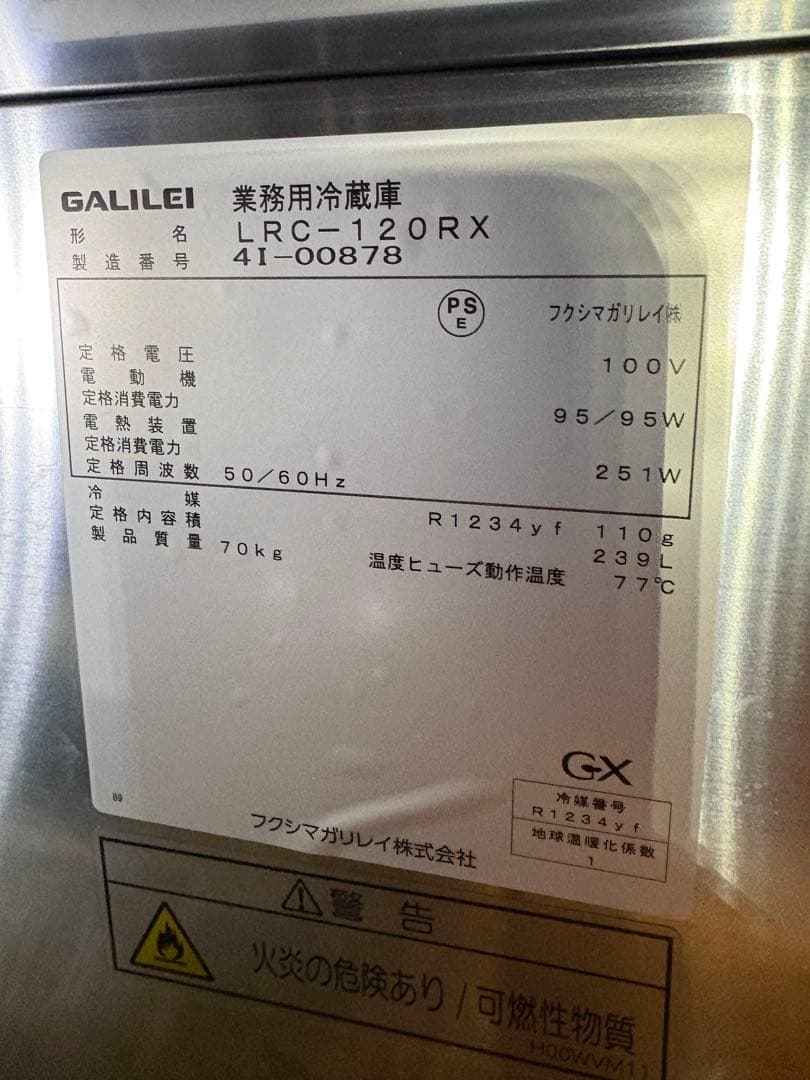 GALILEI 業務用冷蔵庫
形名 LRC-120RX
製造番号 4I-00878
PS E フクシマガリレイ㈱
定格電圧 100V
電動機
定格消費電力 95/95W
電熱装置
定格消費電力 251W
定格周波数 50/60Hz
冷媒 R1234yf 110g
定格内容積 239L
製品質量 70kg 温度ヒューズ動作温度 77℃
GX
冷媒番号
R1234yf
地球温暖化係数
1
89
フクシマガリレイ株式会社
警告
火炎の危険あり/可燃性物質
H00WVM11